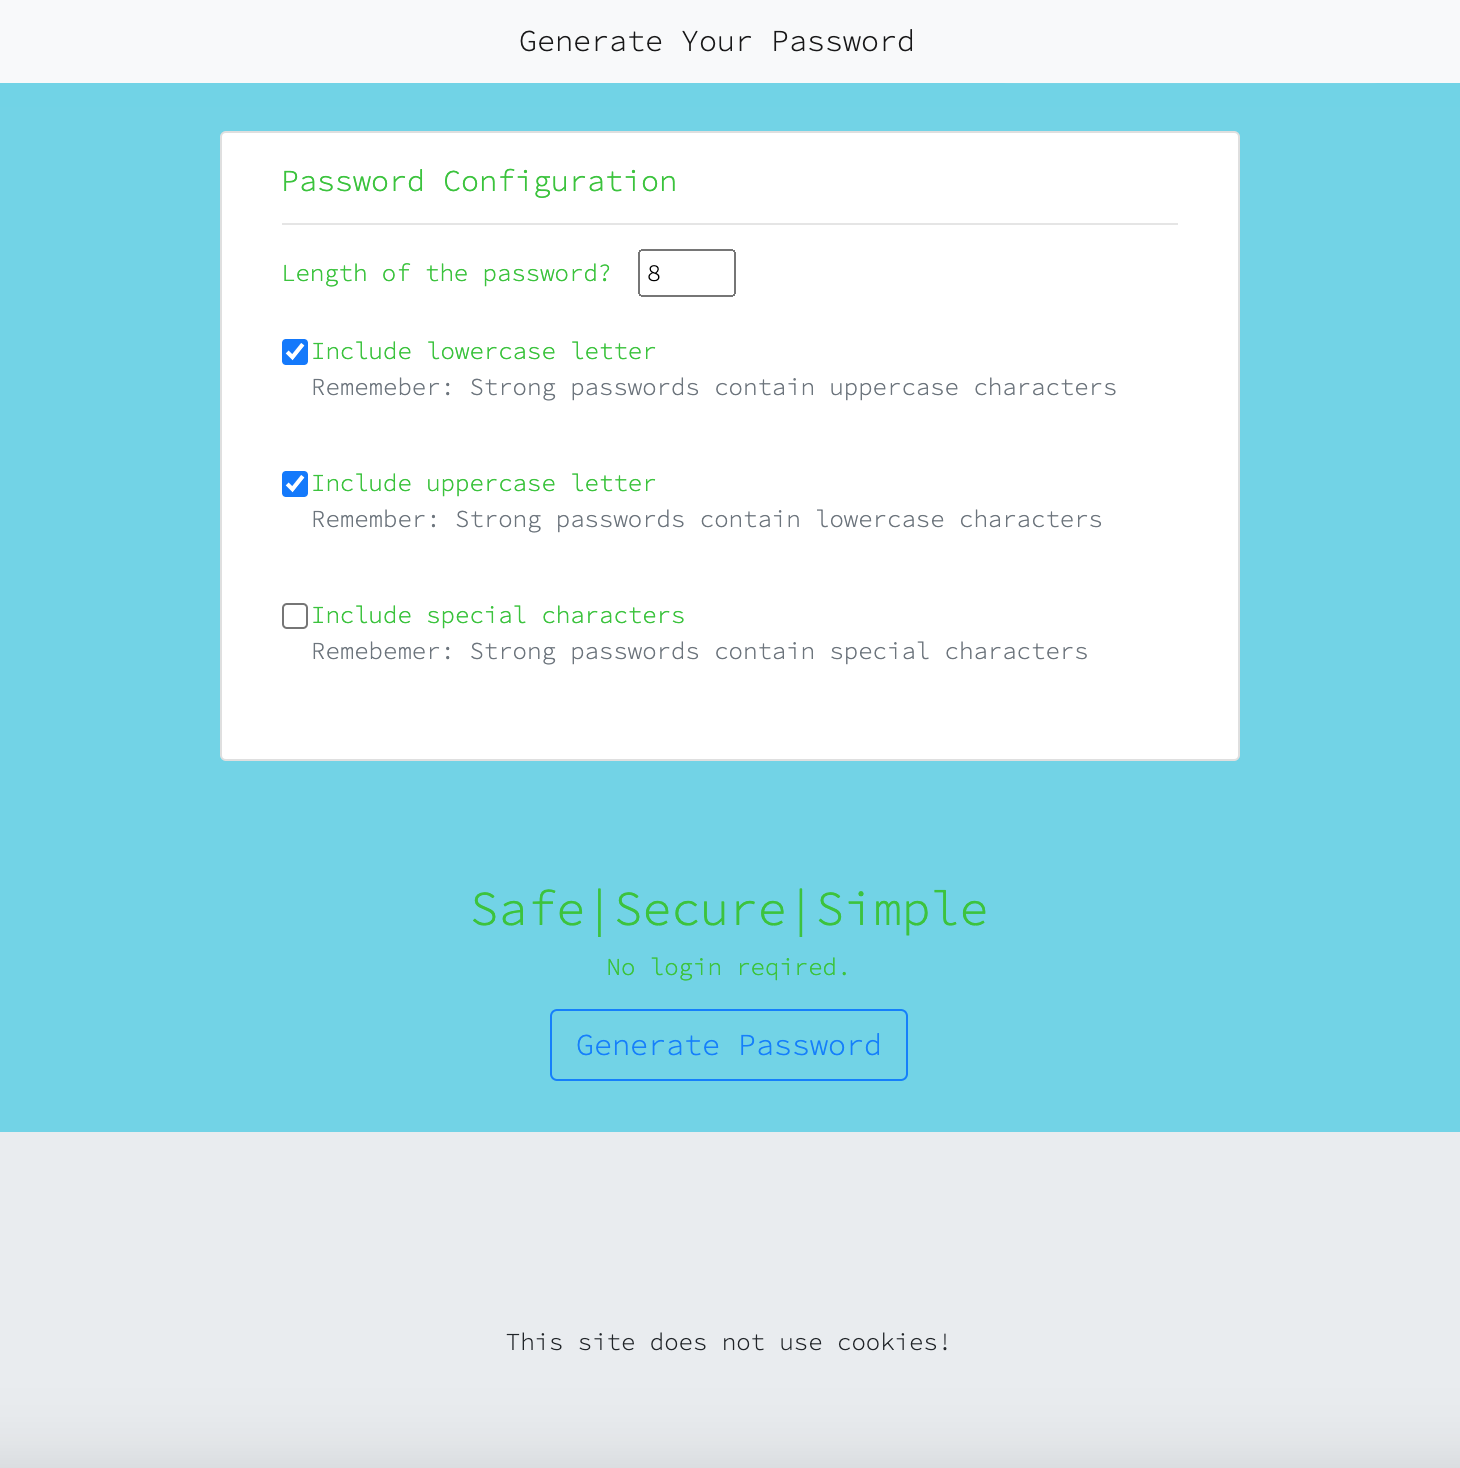 Generate Your Password
Password Configuration
Length of the password? 8
Include lowercase letter
Rememeber: Strong passwords contain uppercase characters
Include uppercase letter
Remember: Strong passwords contain lowercase characters
Include special characters
Remebemer: Strong passwords contain special characters
Safe|Secure|Simple
No login reqired.
Generate Password
This site does not use cookies!